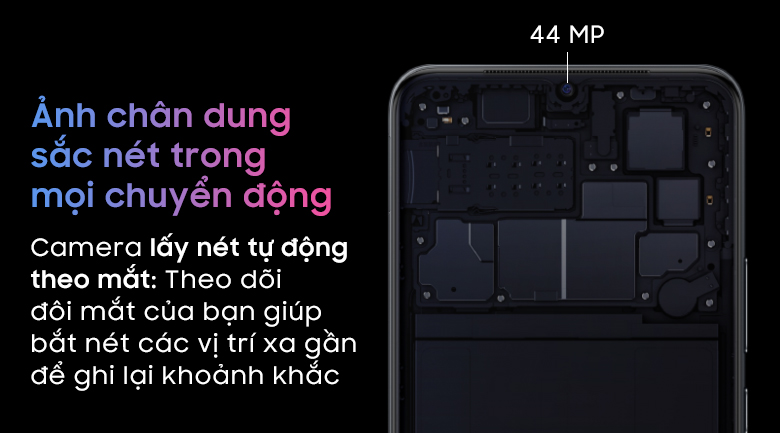 44 MP
Ảnh chân dung
sắc nét trong
mọi chuyển động
Camera lấy nét tự động
theo mắt: Theo dõi
đôi mắt của bạn giúp
bắt nét các vị trí xa gần
để ghi lại khoảnh khắc